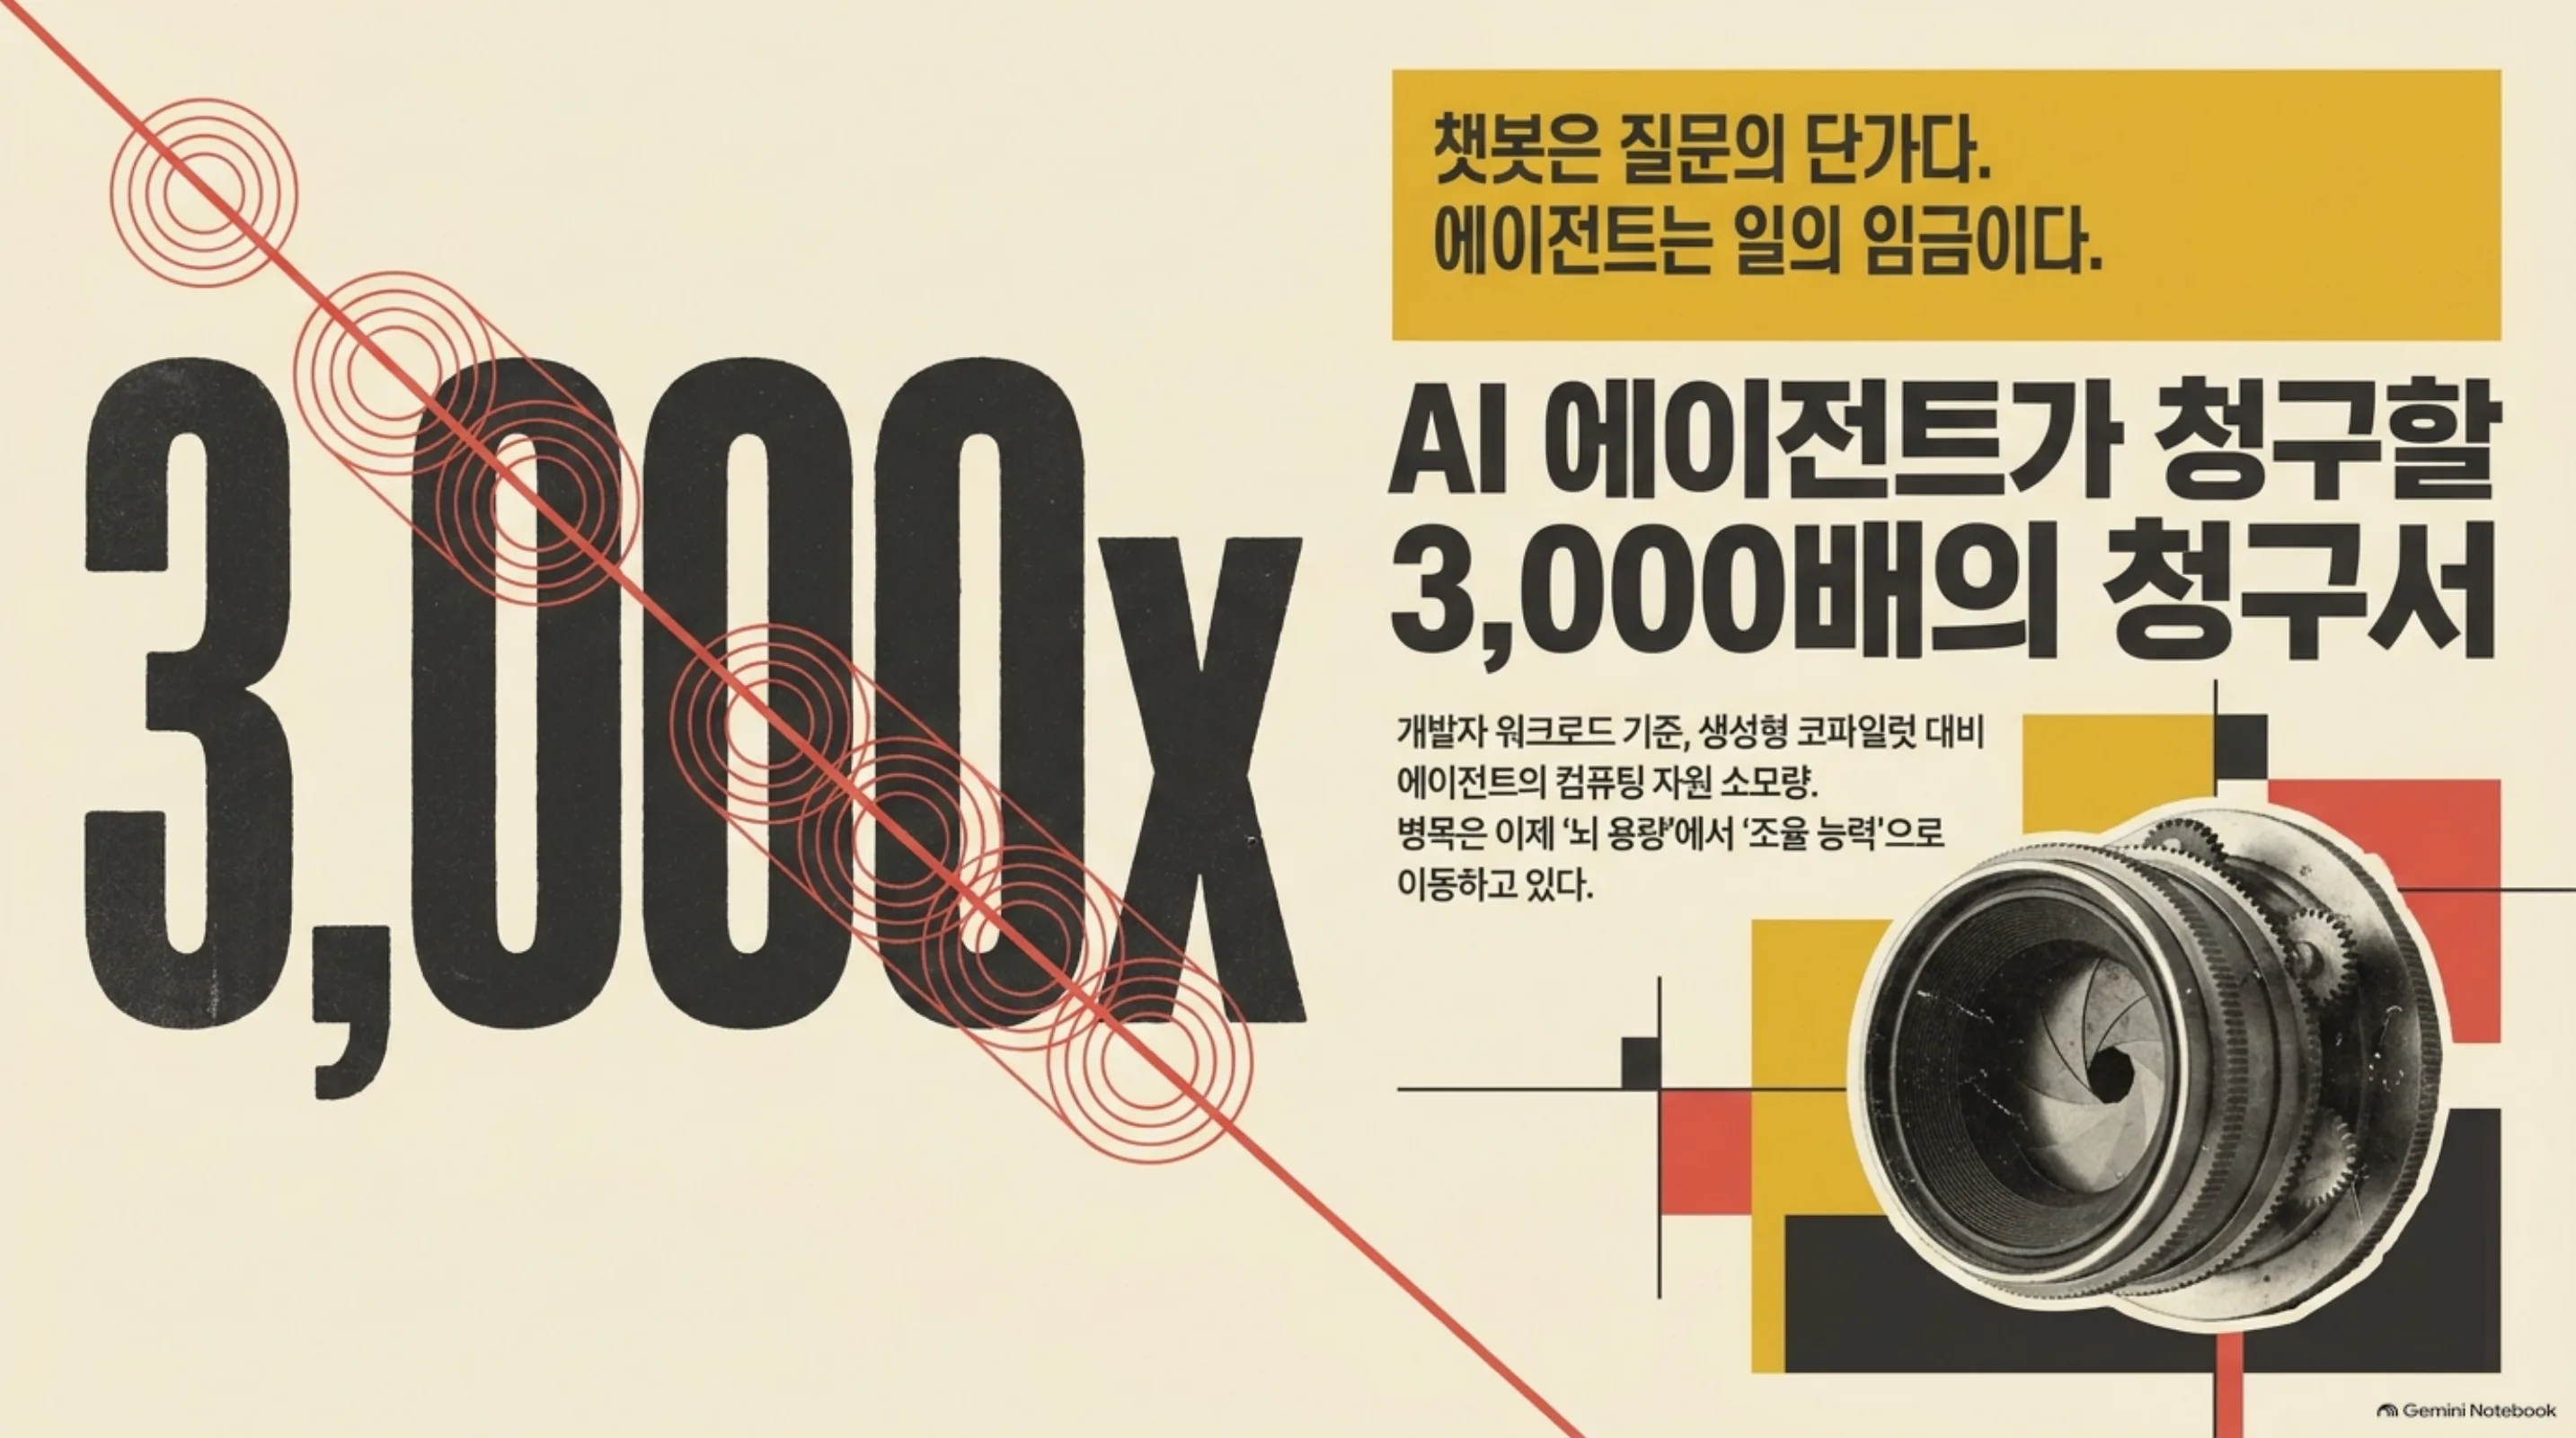 3,000x
챗봇은 질문의 단가다.
에이전트는 일의 임금이다.
AI 에이전트가 청구할
3,000배의 청구서
개발자 워크로드 기준, 생성형 코파일럿 대비
에이전트의 컴퓨팅 자원 소모량.
병목은 이제 ‘뇌 용량’에서 ‘조율 능력’으로
이동하고 있다.
Gemini Notebook